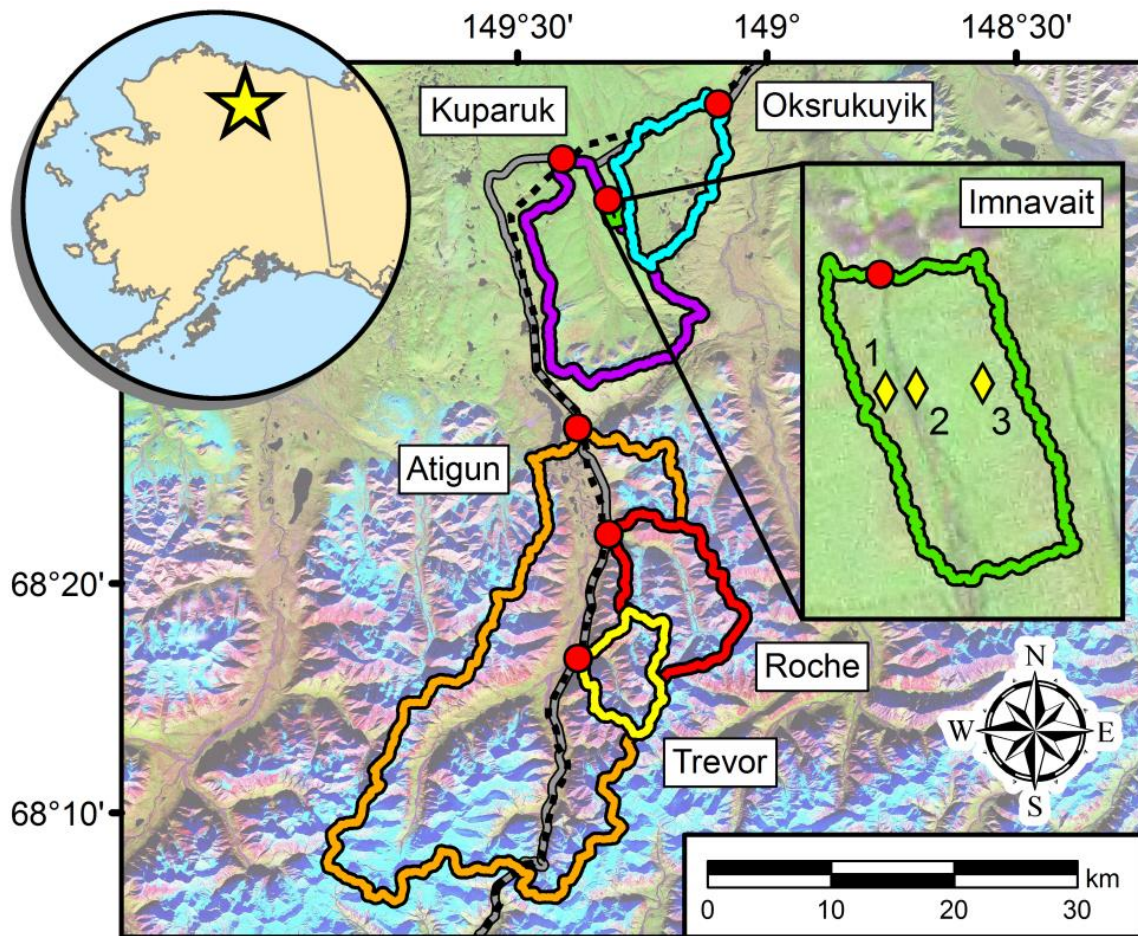 149°30' 149° 148°30'
Kuparuk
Oksrukuyik
Imnavait
1
2
3
Atigun
68°20'
Roche
N
W E
S
Trevor
68°10'
km
0 10 20 30